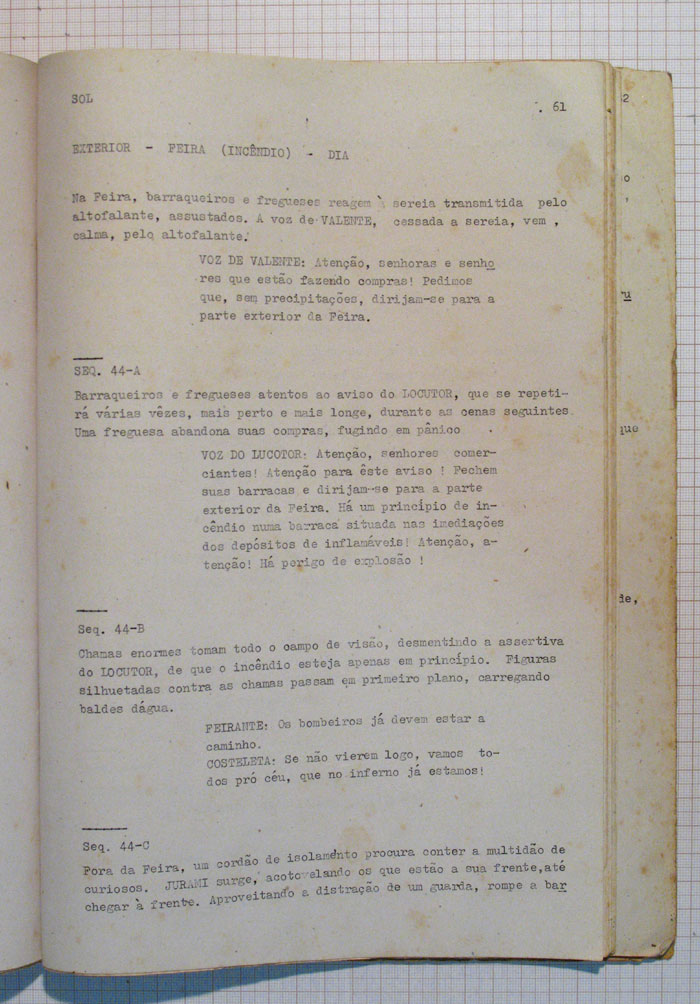 SOL
. 61
EXTERIOR - FEIRA (INCÊNDIO) - DIA
Na Feira, barraqueiros e fregueses reagem à sereia transmitida pelo
altofalante, assustados. A voz de VALENTE, cessada a sereia, vem ,
calma, pelo altofalante.
VOZ DE VALENTE: Atenção, senhoras e senho
res que estão fazendo compras! Pedimos
que, sem precipitações, dirijam-se para a
parte exterior da Feira.
SEQ. 44-A
Barraqueiros e fregueses atentos ao aviso do LOCUTOR, que se repeti-
rá várias vêzes, mais perto e mais longe, durante as cenas seguintes.
Uma freguesa abandona suas compras, fugindo em pânico .
VOZ DO LUCOTOR: Atenção, senhores comer-
ciantes! Atenção para êste aviso ! Fechem
suas barracas e dirijam-se para a parte
exterior da Feira. Há um princípio de in-
cêndio numa barraca situada nas imediações
dos depósitos de inflamáveis! Atenção, a-
tenção! Há perigo de explosão !
Seq. 44-B
Chamas enormes tomam todo o campo de visão, desmentindo a assertiva
do LOCUTOR, de que o incêndio esteja apenas em princípio. Figuras
silhuetadas contra as chamas passam em primeiro plano, carregando
baldes dágua.
FEIRANTE: Os bombeiros já devem estar a
caminho.
COSTELETA: Se não vierem logo, vamos to-
dos pró céu, que no inferno já estamos!
Seq. 44-C
Fora da Feira, um cordão de isolamento procura conter a multidão de
curiosos. JURAMI surge, acotovelando os que estão a sua frente,até
chegar à frente. Aproveitando a distração de um guarda, rompe a bar
2
o
ru
que
de,